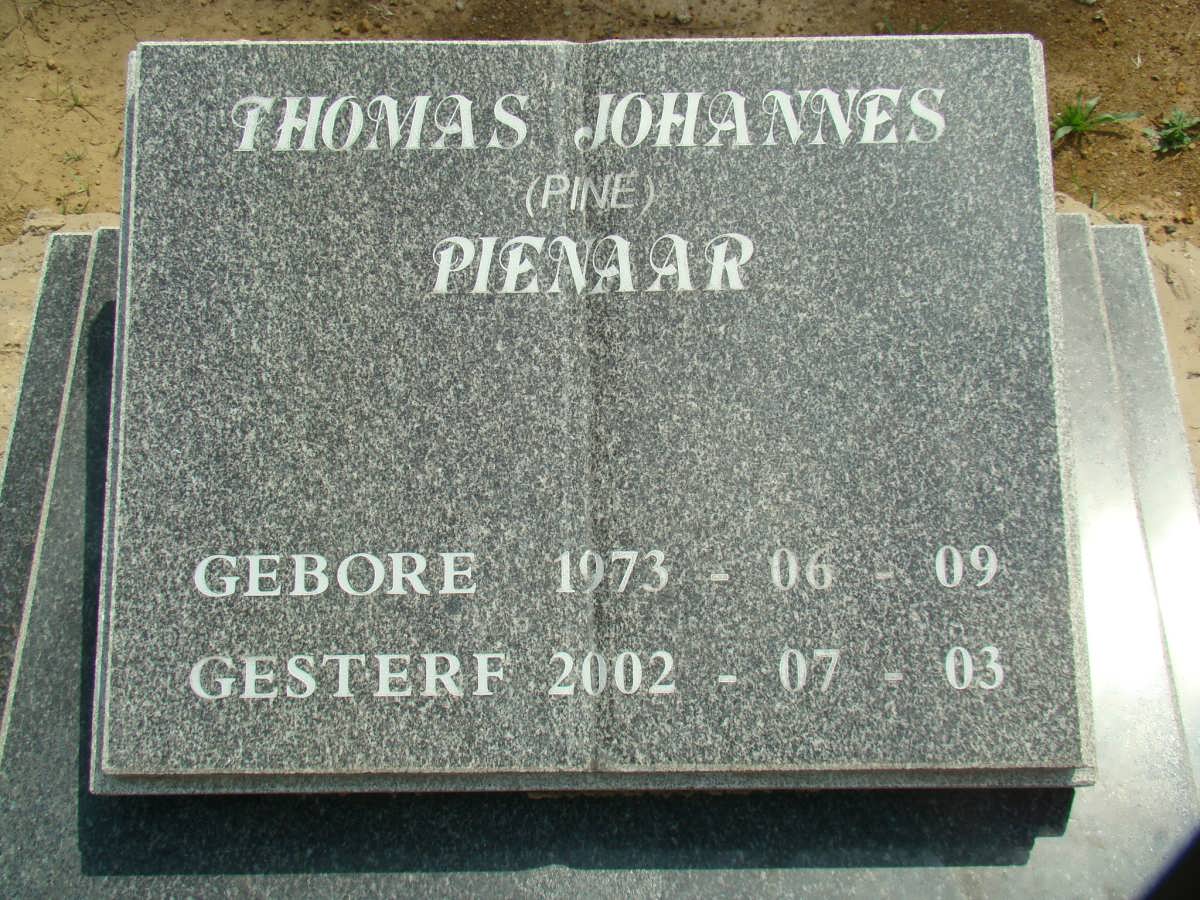 THOMAS JOHANNES
(PINE)
PIENAAR
GEBORE 1973 - 06 - 09
GESTERF 2002 - 07 - 03